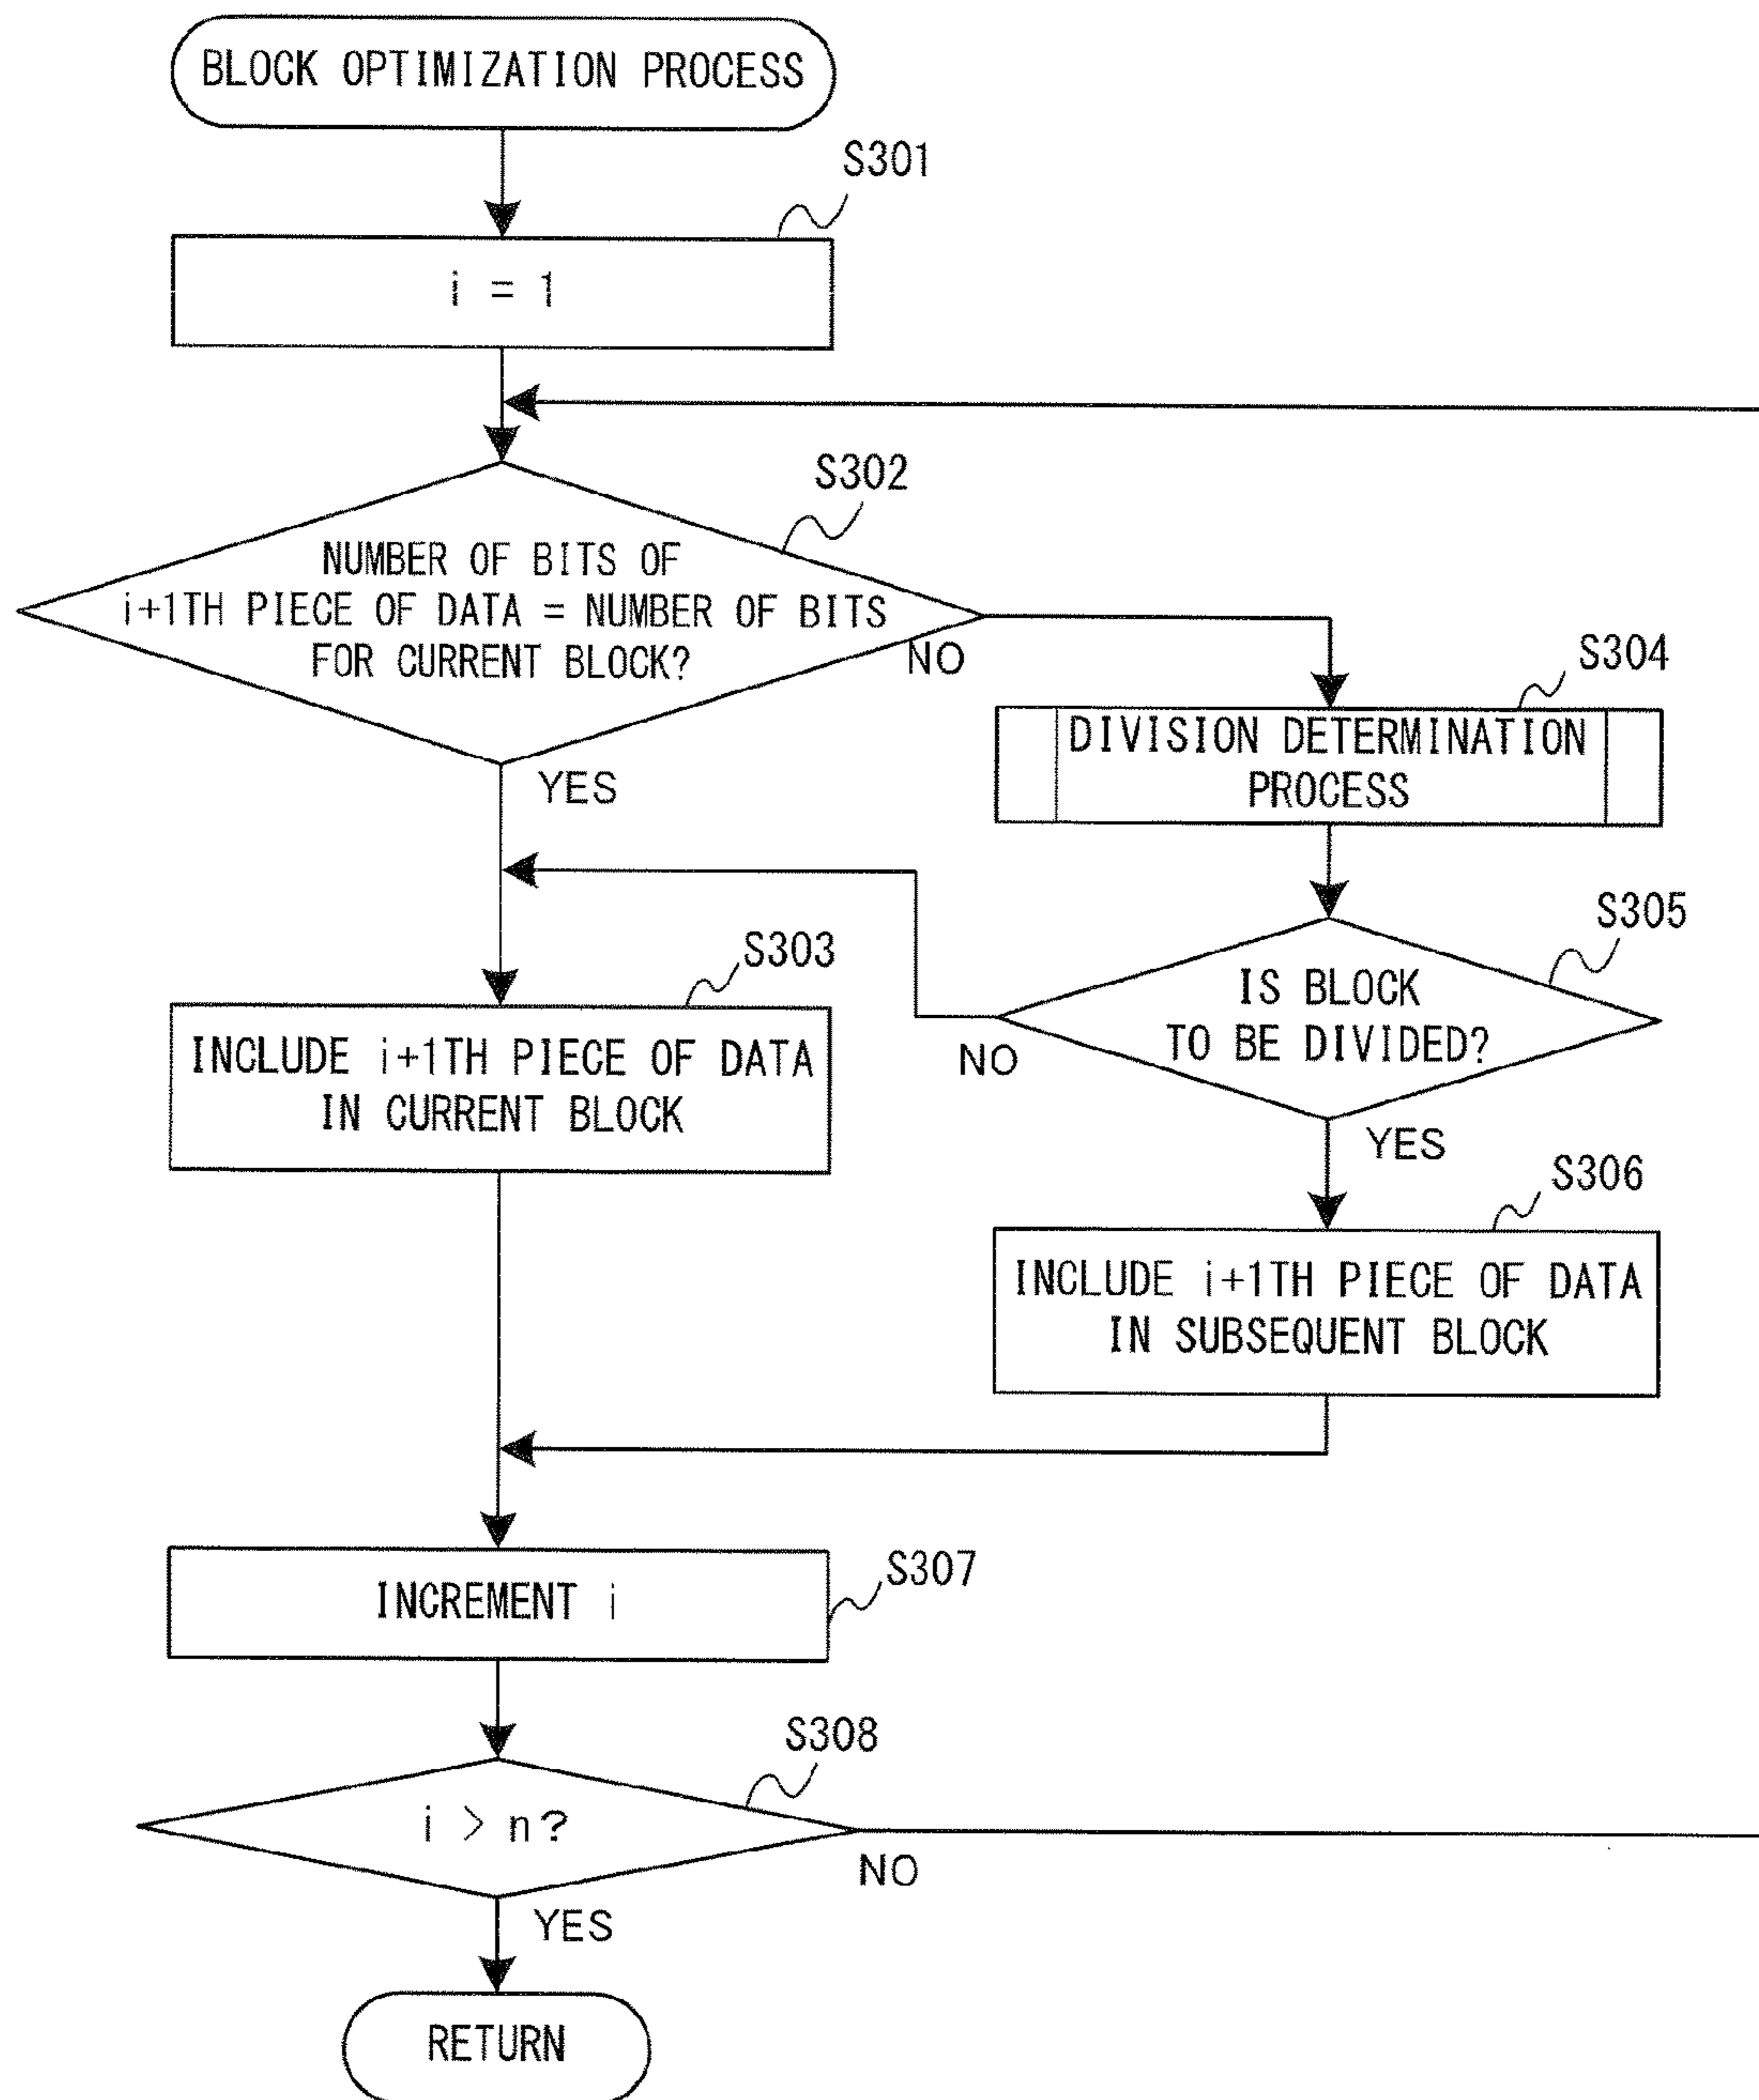 BLOCK OPTIMIZATION PROCESS
S301
i = 1
S302
NUMBER OF BITS OF
i+1TH PIECE OF DATA = NUMBER OF BITS
FOR CURRENT BLOCK?
NO
S304
DIVISION DETERMINATION
PROCESS
YES
S305
IS BLOCK
TO BE DIVIDED?
NO
YES
S303
INCLUDE i+1TH PIECE OF DATA
IN CURRENT BLOCK
S306
INCLUDE i+1TH PIECE OF DATA
IN SUBSEQUENT BLOCK
S307
INCREMENT i
S308
i > n?
NO
YES
RETURN